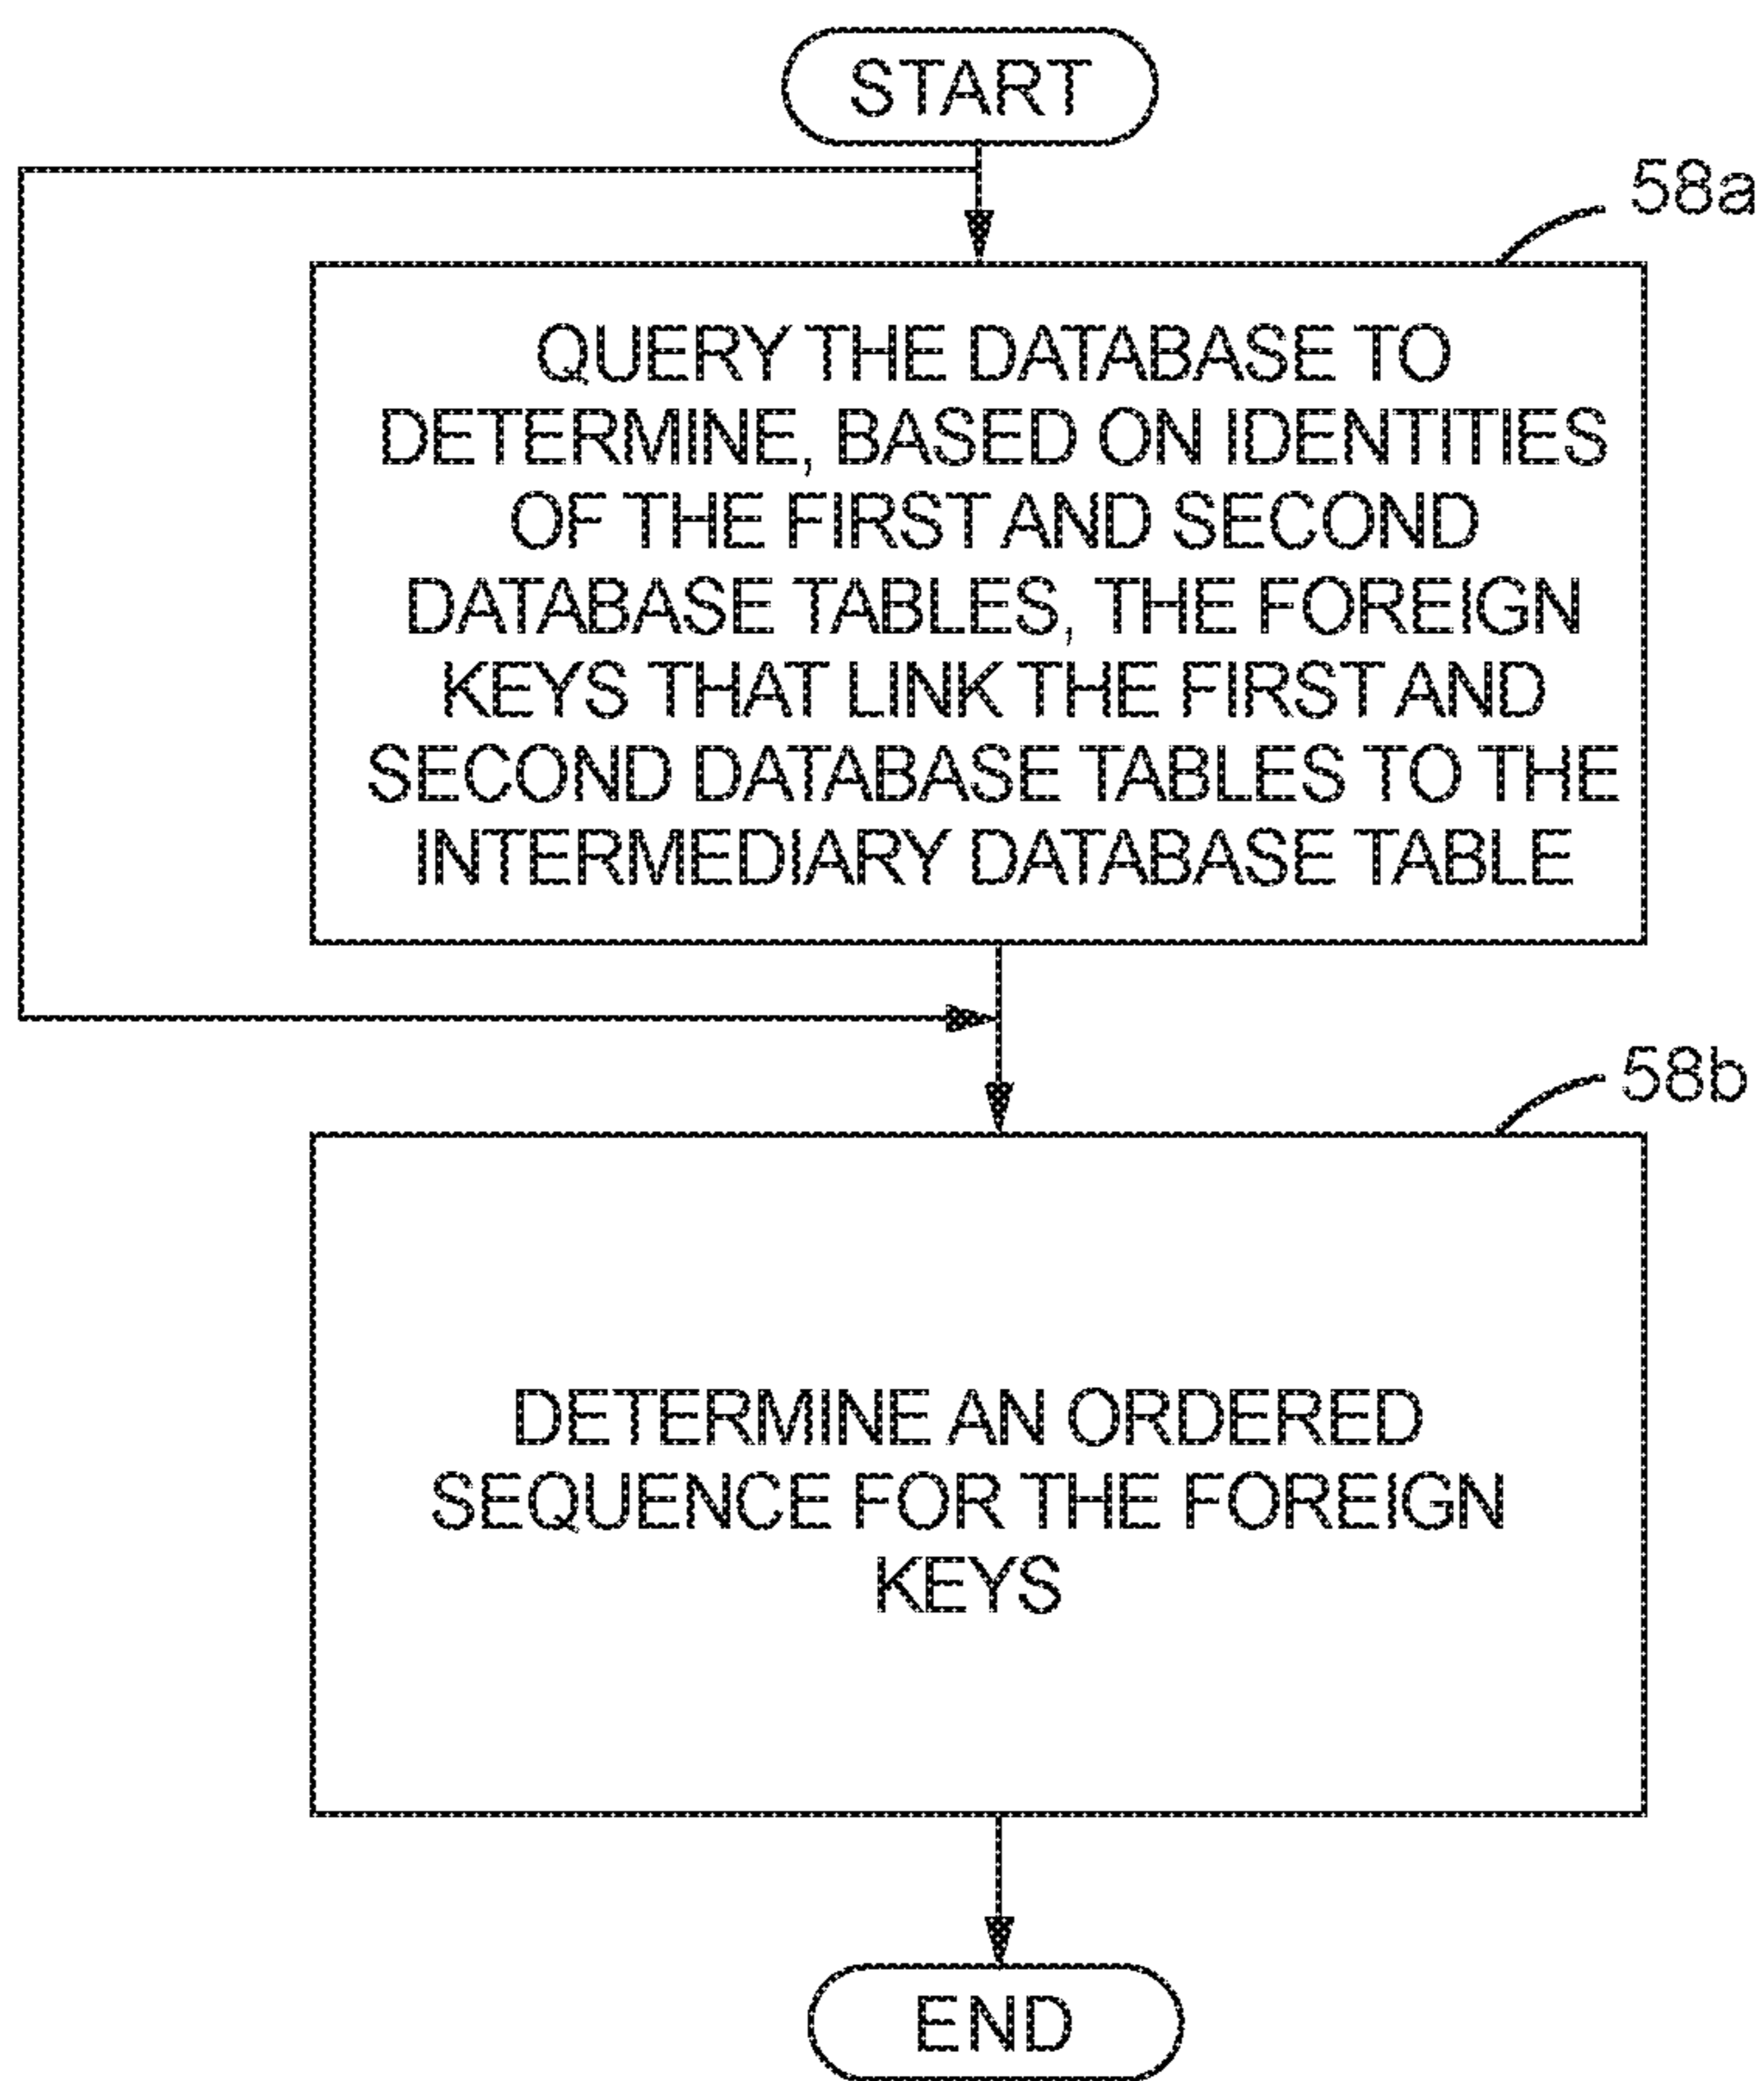 START
58a
QUERY THE DATABASE TO
DETERMINE, BASED ON IDENTITIES
OF THE FIRST AND SECOND
DATABASE TABLES, THE FOREIGN
KEYS THAT LINK THE FIRST AND
SECOND DATABASE TABLES TO THE
INTERMEDIARY DATABASE TABLE
58b
DETERMINE AN ORDERED
SEQUENCE FOR THE FOREIGN
KEYS
END